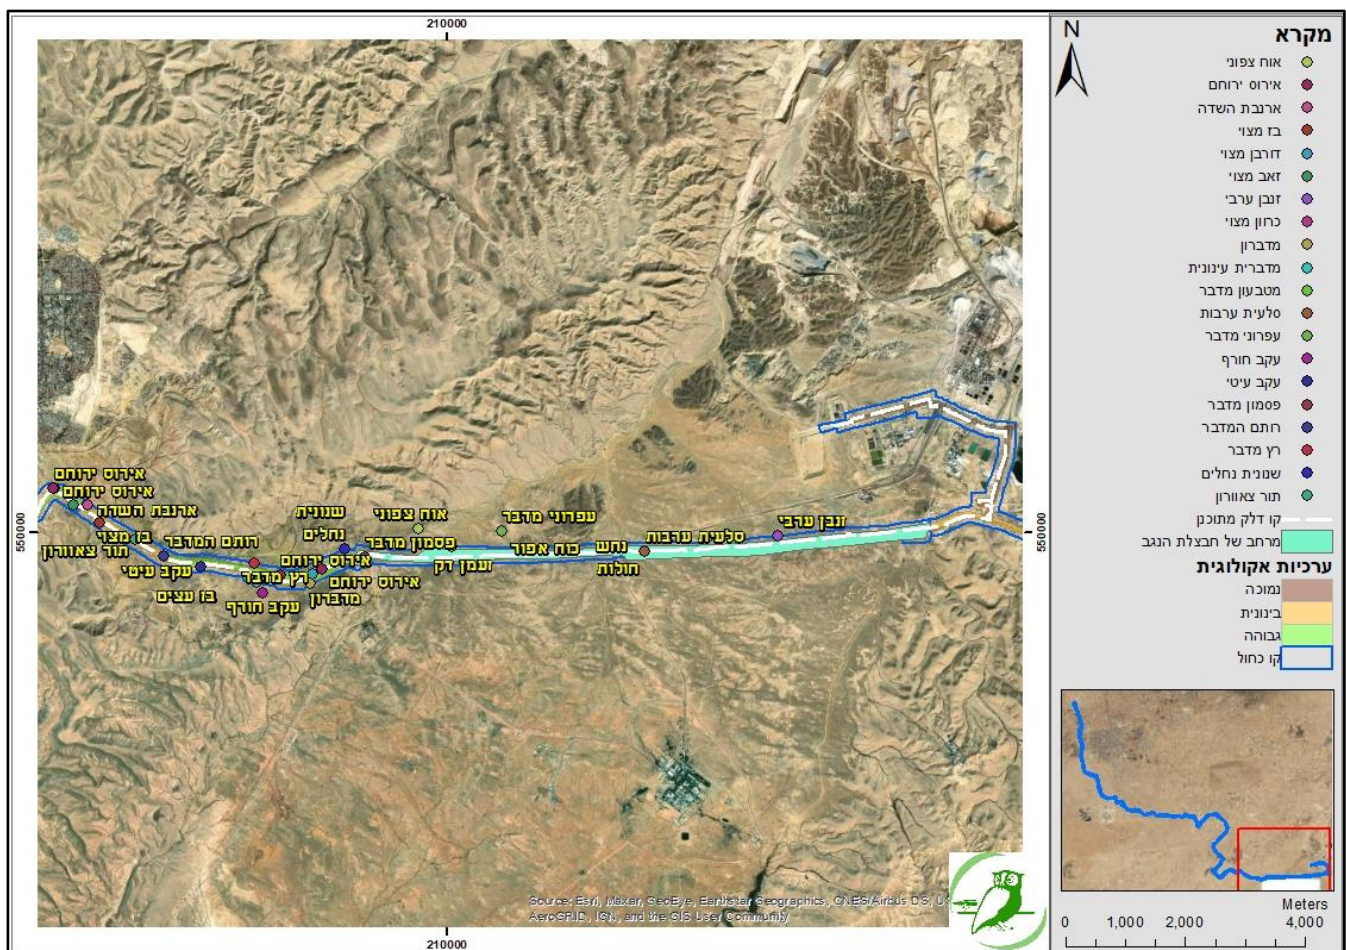 210000
N
מקרא
אוח צפוני
אירוס ירוחם
ארנבת השדה
בז מצוי
דורבן מצוי
זאב מצוי
זנבן ערבי
כרוון מצוי
מדברון
מדברית עינונית
מטבעון מדבר
סלעית ערבות
עפרוני מדבר
עקב חורף
עקב עיטי
פסמון מדבר
רותם המדבר
רץ מדבר
שנונית נחלים
תור צאוורון
קו דלק מתוכנן
מרחב של חבצלת הנגב
ערכיות אקולוגית
נמוכה
בינונית
גבוהה
קו כחול
550000
550000
אירוס ירוחם
אירוס ירוחם
ארנבת השדה
בז מצוי
תור צאוורון
רותם המדבר
עקב עיטי
בז עצים
שנונית
נחלים
אירוס ירוחם
רץ מדבר
אירוס ירוחם
מדברון
עקב חורף
אוח צפוני
פסמון מדבר
זעמן דק
עפרוני מדבר
כוח אפור
נחש
חולות
סלעית ערבות
זנבן ערבי
Source: Esri, Maxar, GeoEye, Earthstar Geographics, CNES/Airbus DS, US
AeroGRID, IGN, and the GIS User Community
210000
Meters
0 1,000 2,000 4,000